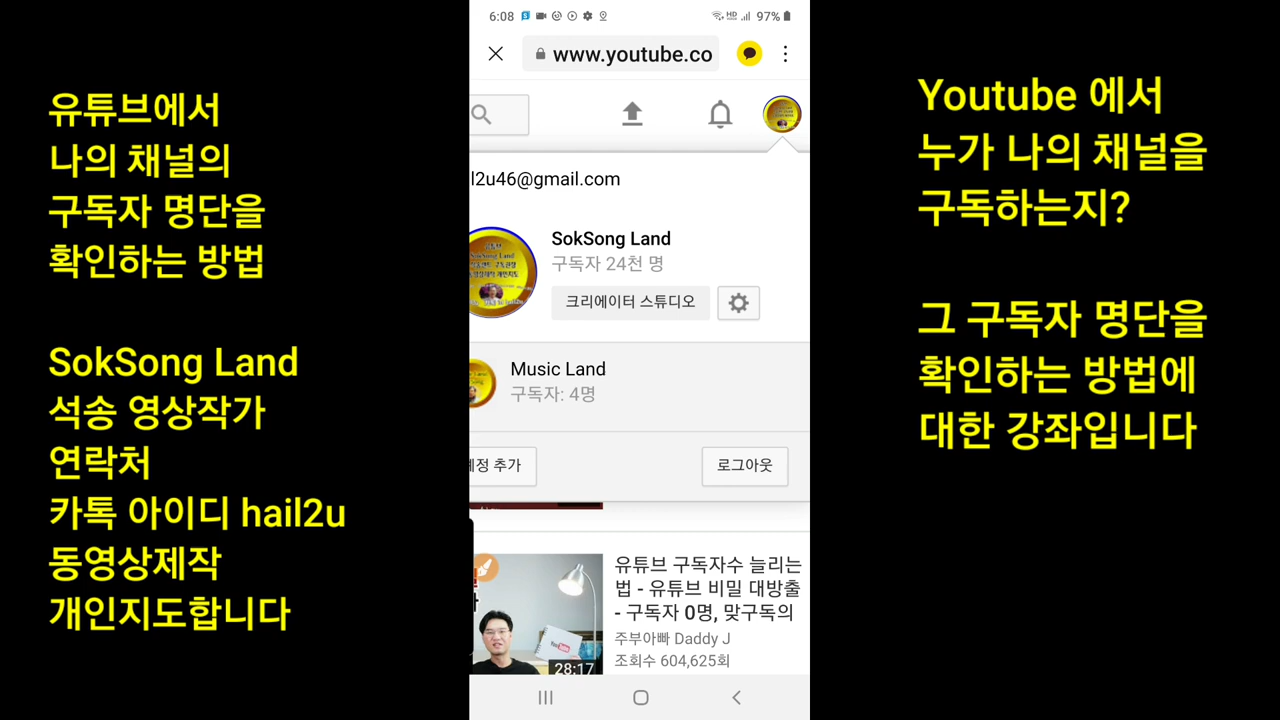 유튜브에서
나의 채널의
구독자 명단을
확인하는 방법
SokSong Land
석송 영상작가
연락처
카톡 아이디 hail2u
동영상제작
개인지도합니다
6:08
HD
97%
www.youtube.co
l2u46@gmail.com
SokSong Land
구독자 24천 명
크리에이터 스튜디오
Music Land
구독자: 4명
계정 추가
로그아웃
유튜브 구독자수 늘리는
법 - 유튜브 비밀 대방출
- 구독자 0명, 맞구독의
주부아빠 Daddy J
조회수 604,625회
28:17
Youtube 에서
누가 나의 채널을
구독하는지?
그 구독자 명단을
확인하는 방법에
대한 강좌입니다